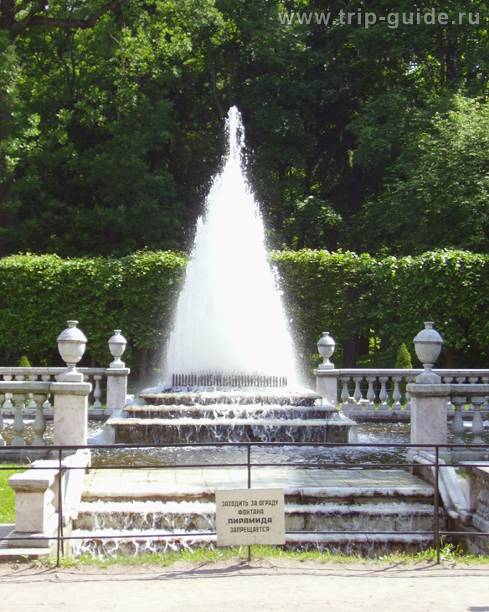 www.trip-guide.ru
ЗАХОДИТЬ ЗА ОГРАДУ
ФОНТАНА
ПИРАМИДА
ЗАПРЕЩАЕТСЯ